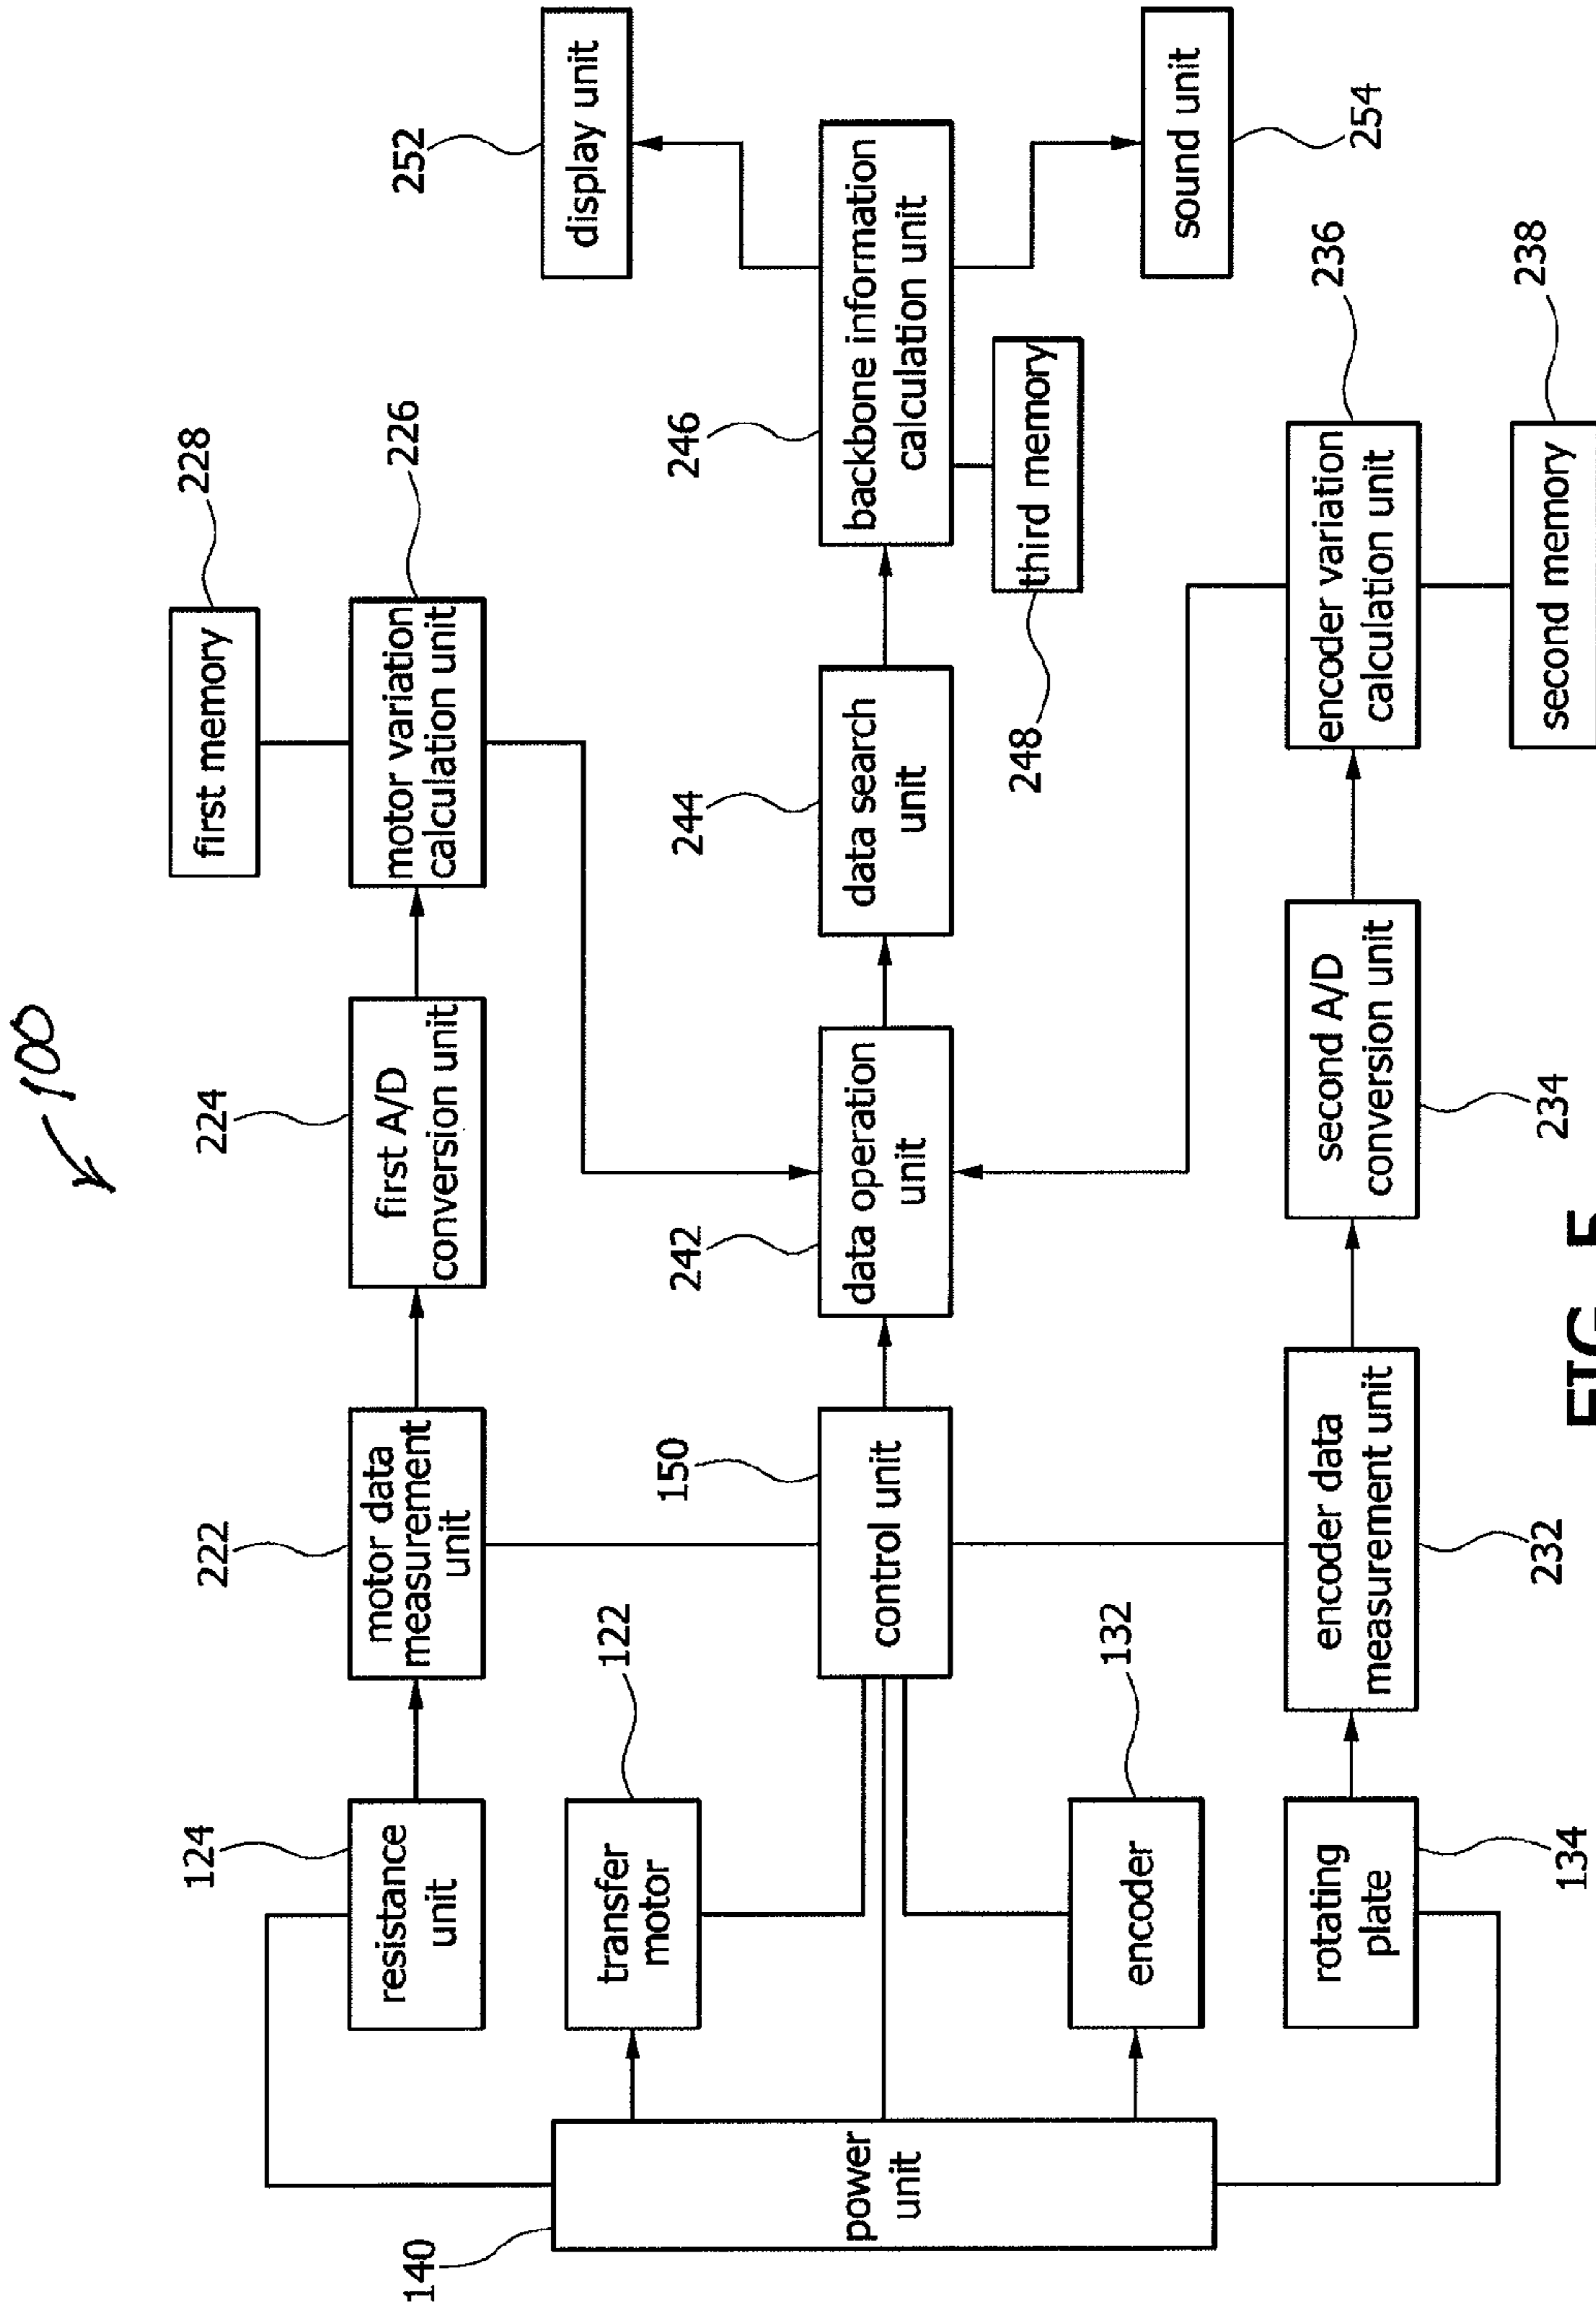 100
228
first memory
124
resistance
unit
222
motor data
measurement
unit
224
first A/D
conversion unit
226
motor variation
calculation unit
252
display unit
122
transfer
motor
140
power
unit
150
control unit
242
data operation
unit
244
data search
unit
246
backbone information
calculation unit
248
third memory
132
encoder
sound unit
254
rotating
plate
134
encoder data
measurement unit
232
second A/D
conversion unit
234
encoder variation
calculation unit
236
second memory
238